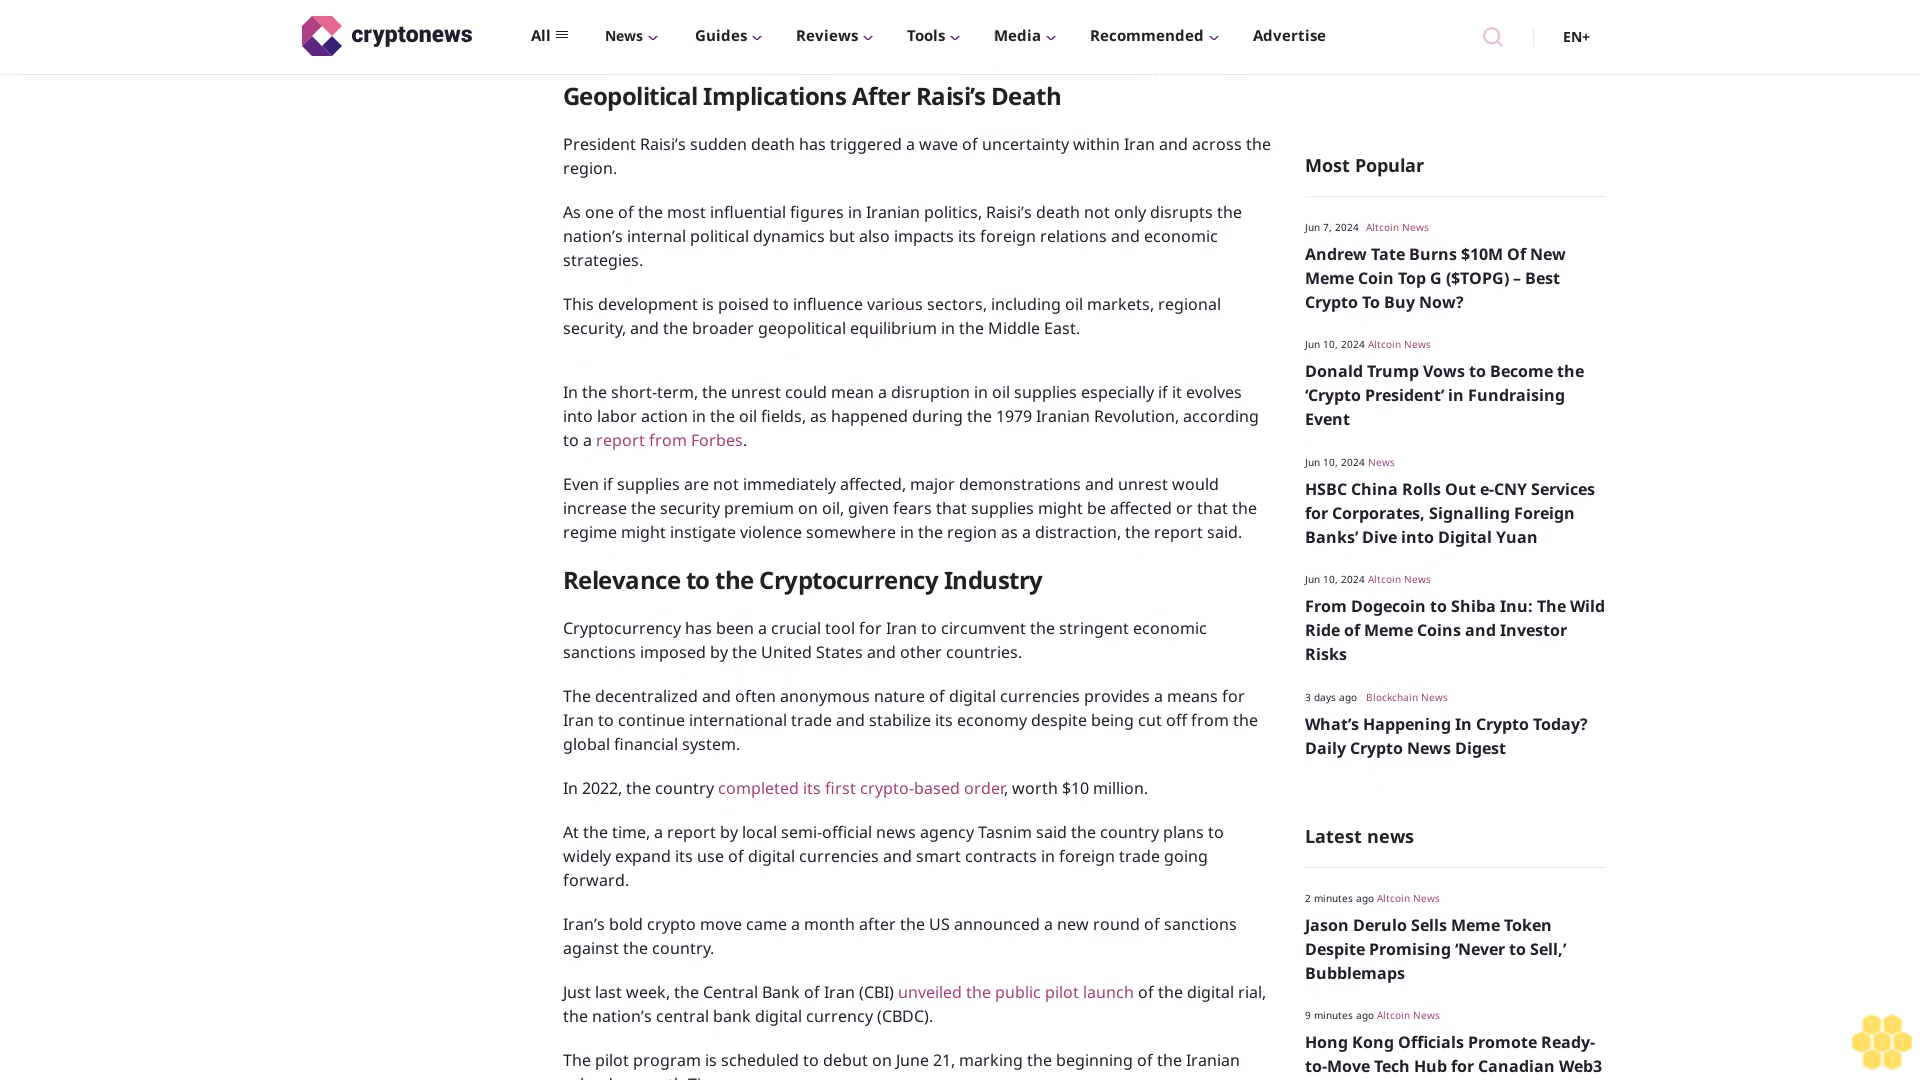 cryptonews
All
News
Guides
Reviews
Tools
Media
Recommended
Advertise
EN+
Geopolitical Implications After Raisi’s Death
President Raisi’s sudden death has triggered a wave of uncertainty within Iran and across the
region.
As one of the most influential figures in Iranian politics, Raisi’s death not only disrupts the
nation’s internal political dynamics but also impacts its foreign relations and economic
strategies.
This development is poised to influence various sectors, including oil markets, regional
security, and the broader geopolitical equilibrium in the Middle East.
In the short-term, the unrest could mean a disruption in oil supplies especially if it evolves
into labor action in the oil fields, as happened during the 1979 Iranian Revolution, according
to a report from Forbes.
Even if supplies are not immediately affected, major demonstrations and unrest would
increase the security premium on oil, given fears that supplies might be affected or that the
regime might instigate violence somewhere in the region as a distraction, the report said.
Relevance to the Cryptocurrency Industry
Cryptocurrency has been a crucial tool for Iran to circumvent the stringent economic
sanctions imposed by the United States and other countries.
The decentralized and often anonymous nature of digital currencies provides a means for
Iran to continue international trade and stabilize its economy despite being cut off from the
global financial system.
In 2022, the country completed its first crypto-based order, worth $10 million.
At the time, a report by local semi-official news agency Tasnim said the country plans to
widely expand its use of digital currencies and smart contracts in foreign trade going
forward.
Iran’s bold crypto move came a month after the US announced a new round of sanctions
against the country.
Just last week, the Central Bank of Iran (CBI) unveiled the public pilot launch of the digital rial,
the nation’s central bank digital currency (CBDC).
The pilot program is scheduled to debut on June 21, marking the beginning of the Iranian
Most Popular
Jun 7, 2024 Altcoin News
Andrew Tate Burns $10M Of New
Meme Coin Top G ($TOPG) – Best
Crypto To Buy Now?
Jun 10, 2024 Altcoin News
Donald Trump Vows to Become the
‘Crypto President’ in Fundraising
Event
Jun 10, 2024 News
HSBC China Rolls Out e-CNY Services
for Corporates, Signalling Foreign
Banks’ Dive into Digital Yuan
Jun 10, 2024 Altcoin News
From Dogecoin to Shiba Inu: The Wild
Ride of Meme Coins and Investor
Risks
3 days ago Blockchain News
What’s Happening In Crypto Today?
Daily Crypto News Digest
Latest news
2 minutes ago Altcoin News
Jason Derulo Sells Meme Token
Despite Promising ‘Never to Sell,’
Bubblemaps
9 minutes ago Altcoin News
Hong Kong Officials Promote Ready-
to-Move Tech Hub for Canadian Web3